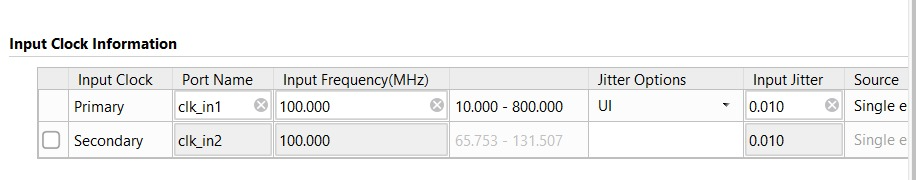 Input Clock Information
Input Clock Port Name Input Frequency(MHz) Jitter Options Input Jitter Source
Primary clk_in1 100.000 10.000 - 800.000 UI 0.010 Single e
Secondary clk_in2 100.000 65.753 - 131.507 0.010 Single e